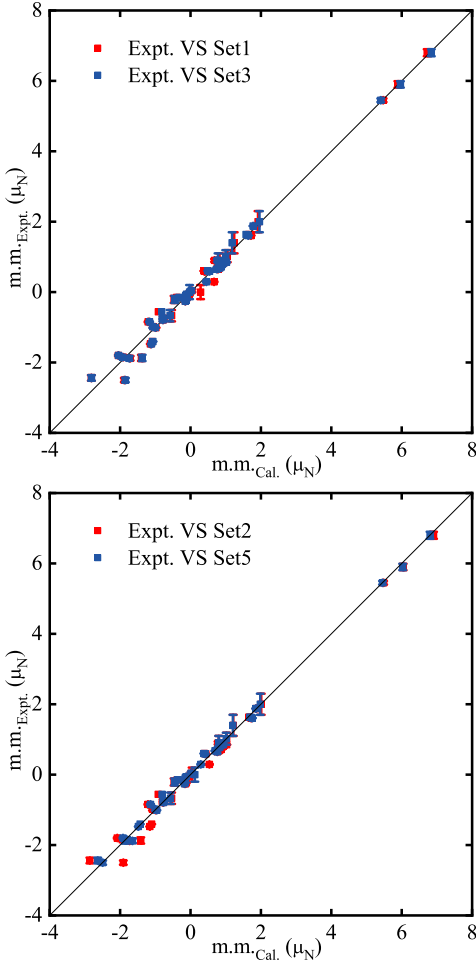 8
6
4
2
0
-2
-4
m.m.Expt. (μN)
Expt. VS Set1
Expt. VS Set3
-4 -2 0 2 4 6 8
m.m.Cal. (μN)
8
6
4
2
0
-2
-4
m.m.Expt. (μN)
Expt. VS Set2
Expt. VS Set5
-4 -2 0 2 4 6 8
m.m.Cal. (μN)